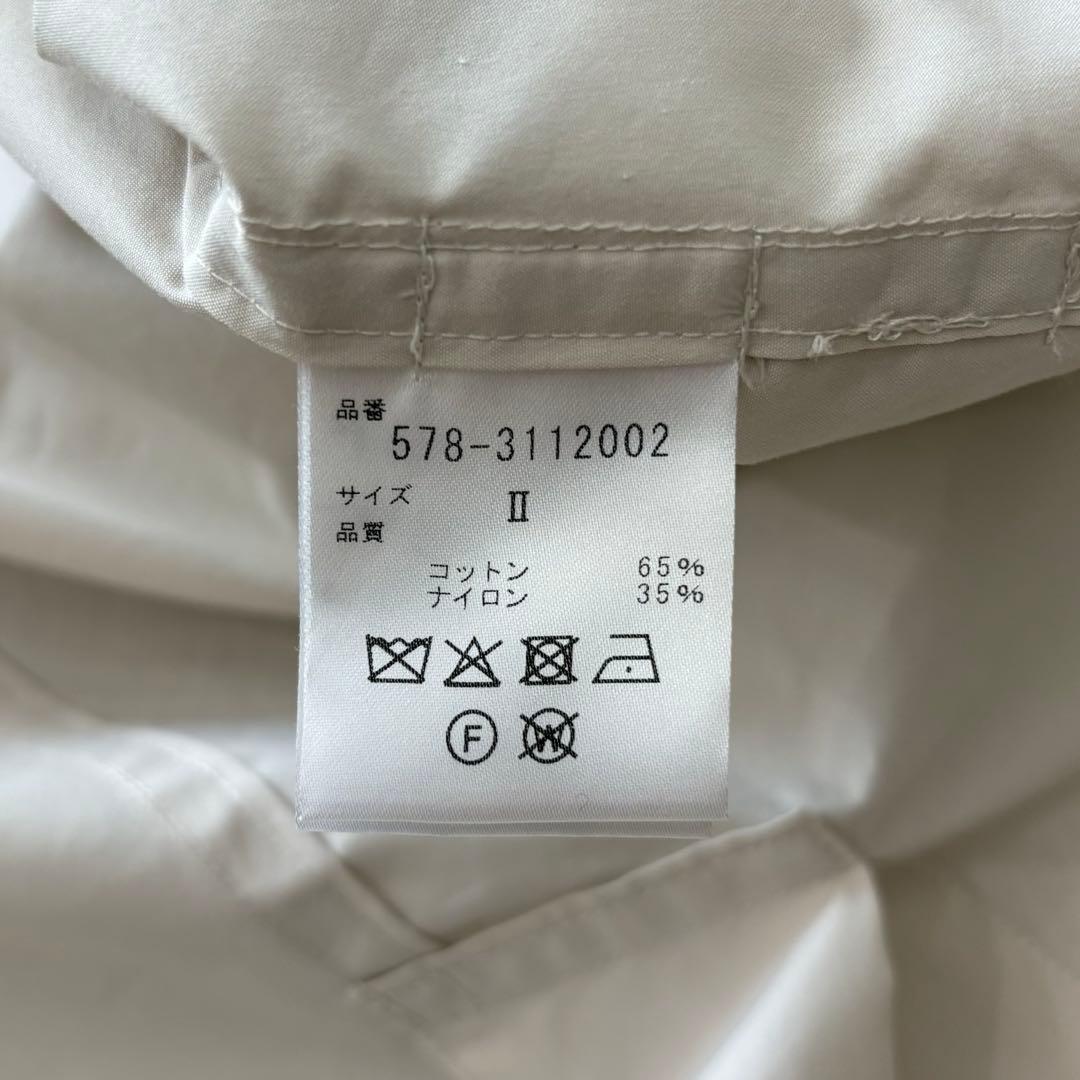 品番
578-3112002
サイズ Ⅱ
品質
コットン 65%
ナイロン 35%
F W